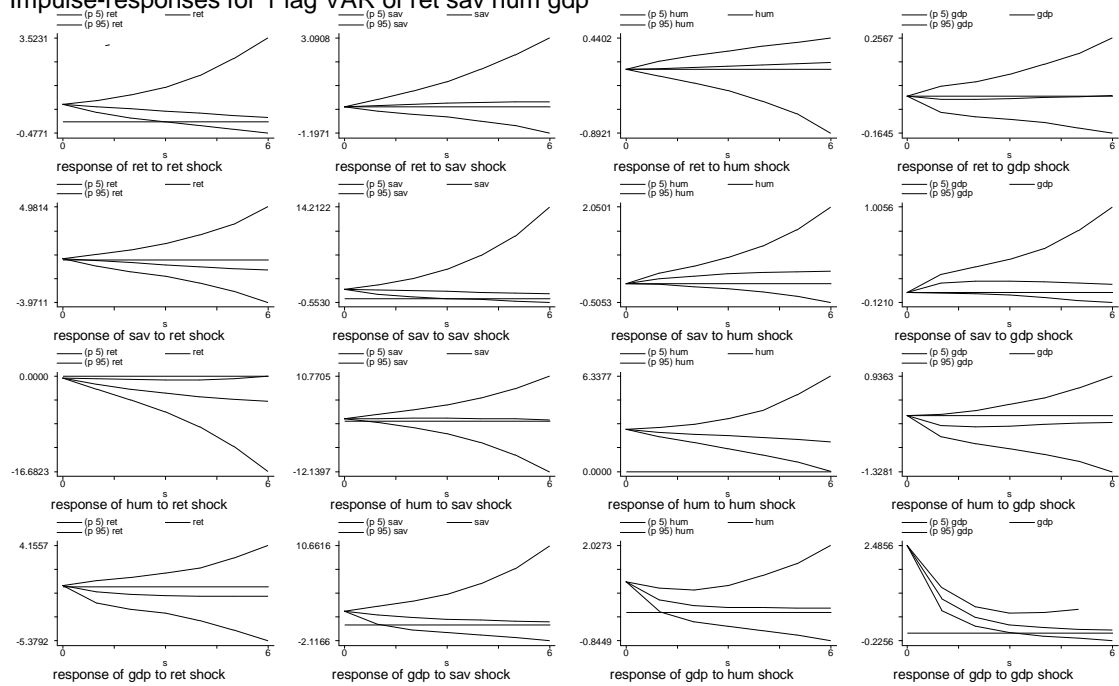 Impulse-responses for 1 lag VAR of ret sav hum gdp
(p 5) ret ret (p 5) sav sav (p 5) hum hum (p 5) gdp gdp
(p 95) ret (p 95) sav (p 95) hum (p 95) gdp
3.5231 3.0908 0.4402 0.2567
-0.4771 -1.1971 -0.8921 -0.1645
0 6 0 6 0 6 0 6
s s s s
response of ret to ret shock response of ret to sav shock response of ret to hum shock response of ret to gdp shock
(p 5) ret ret (p 5) sav sav (p 5) hum hum (p 5) gdp gdp
(p 95) ret (p 95) sav (p 95) hum (p 95) gdp
4.9814 14.2122 2.0501 1.0056
-3.9711 -0.5530 -0.5053 -0.1210
0 6 0 6 0 6 0 6
s s s s
response of sav to ret shock response of sav to sav shock response of sav to hum shock response of sav to gdp shock
(p 5) ret ret (p 5) sav sav (p 5) hum hum (p 5) gdp gdp
(p 95) ret (p 95) sav (p 95) hum (p 95) gdp
0.0000 10.7705 6.3377 0.9363
-16.6823 -12.1397 0.0000 -1.3281
0 6 0 6 0 6 0 6
s s s s
response of hum to ret shock response of hum to sav shock response of hum to hum shock response of hum to gdp shock
(p 5) ret ret (p 5) sav sav (p 5) hum hum (p 5) gdp gdp
(p 95) ret (p 95) sav (p 95) hum (p 95) gdp
4.1557 10.6616 2.0273 2.4856
-5.3792 -2.1166 -0.8449 -0.2256
0 6 0 6 0 6 0 6
s s s s
response of gdp to ret shock response of gdp to sav shock response of gdp to hum shock response of gdp to gdp shock